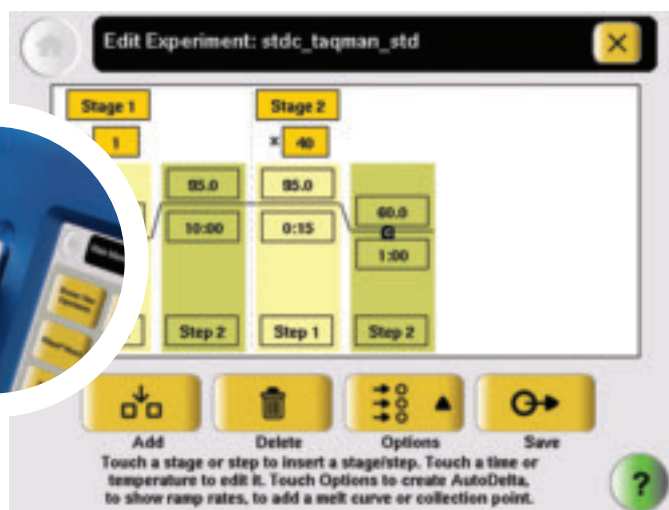 Edit Experiment: stdc_taqman_std
Stage 1 Stage 2
1 x 40
95.0 95.0 60.0
10:00 0:15 1:00
Step 2 Step 1 Step 2
Add Delete Options Save
Touch a stage or step to insert a stage/step. Touch a time or
temperature to edit it. Touch Options to create AutoDelta,
to show ramp rates, to add a melt curve or collection point.
?